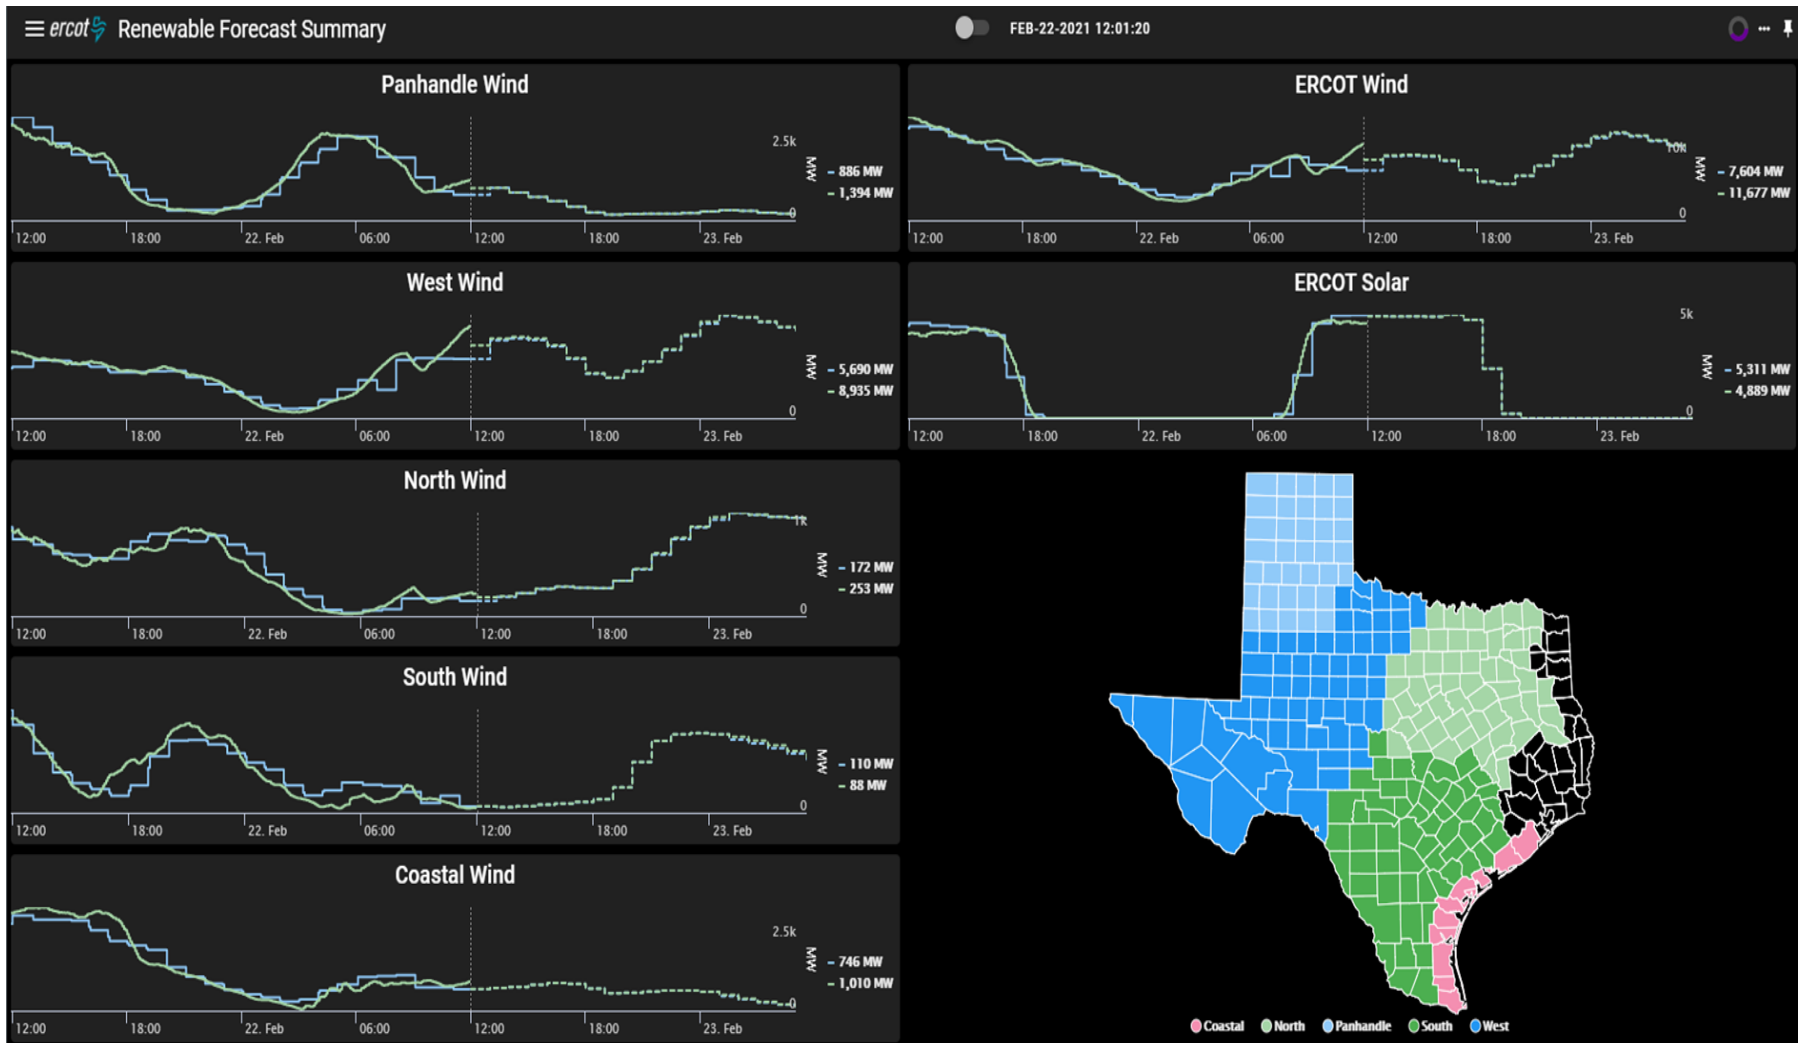 ercot Renewable Forecast Summary
FEB-22-2021 12:01:20
Panhandle Wind
2.5k
0
MW
886 MW
1,394 MW
12:00 18:00 22. Feb 06:00 12:00 18:00 23. Feb
ERCOT Wind
10k
0
MW
7,604 MW
11,677 MW
12:00 18:00 22. Feb 06:00 12:00 18:00 23. Feb
West Wind
0
MW
5,690 MW
8,935 MW
12:00 18:00 22. Feb 06:00 12:00 18:00 23. Feb
ERCOT Solar
5k
0
MW
5,311 MW
4,889 MW
12:00 18:00 22. Feb 06:00 12:00 18:00 23. Feb
North Wind
1k
0
MW
172 MW
253 MW
12:00 18:00 22. Feb 06:00 12:00 18:00 23. Feb
South Wind
0
MW
110 MW
88 MW
12:00 18:00 22. Feb 06:00 12:00 18:00 23. Feb
Coastal Wind
2.5k
0
MW
746 MW
1,010 MW
12:00 18:00 22. Feb 06:00 12:00 18:00 23. Feb
Coastal North Panhandle South West